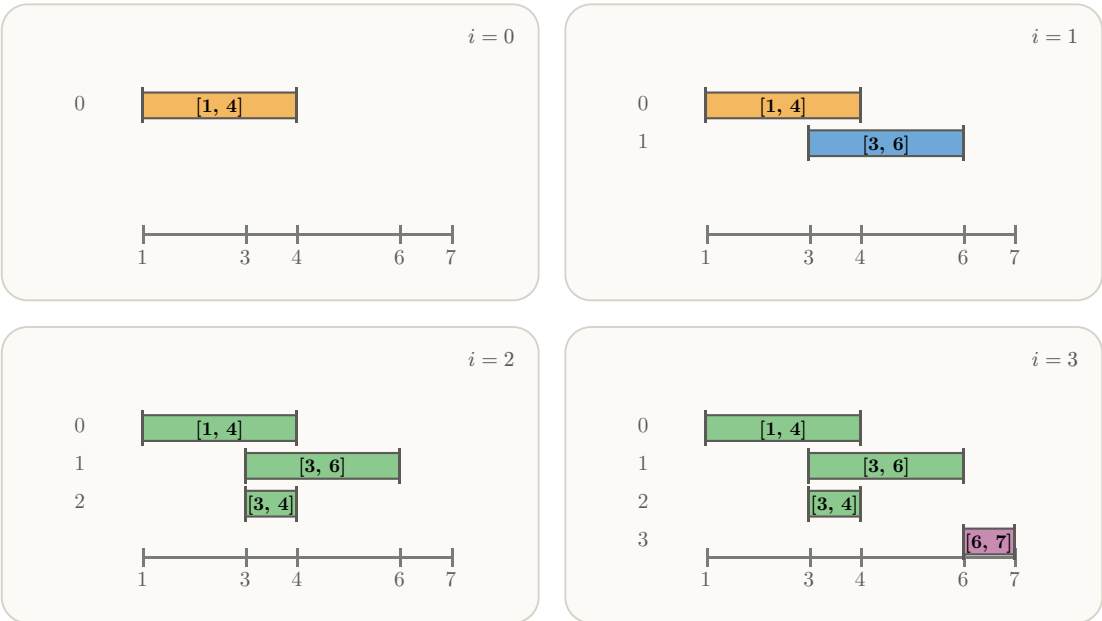 i = 0
0 [1, 4]
1 3 4 6 7
i = 1
0 [1, 4]
1 [3, 6]
1 3 4 6 7
i = 2
0 [1, 4]
1 [3, 6]
2 [3, 4]
1 3 4 6 7
i = 3
0 [1, 4]
1 [3, 6]
2 [3, 4]
3 [6, 7]
1 3 4 6 7